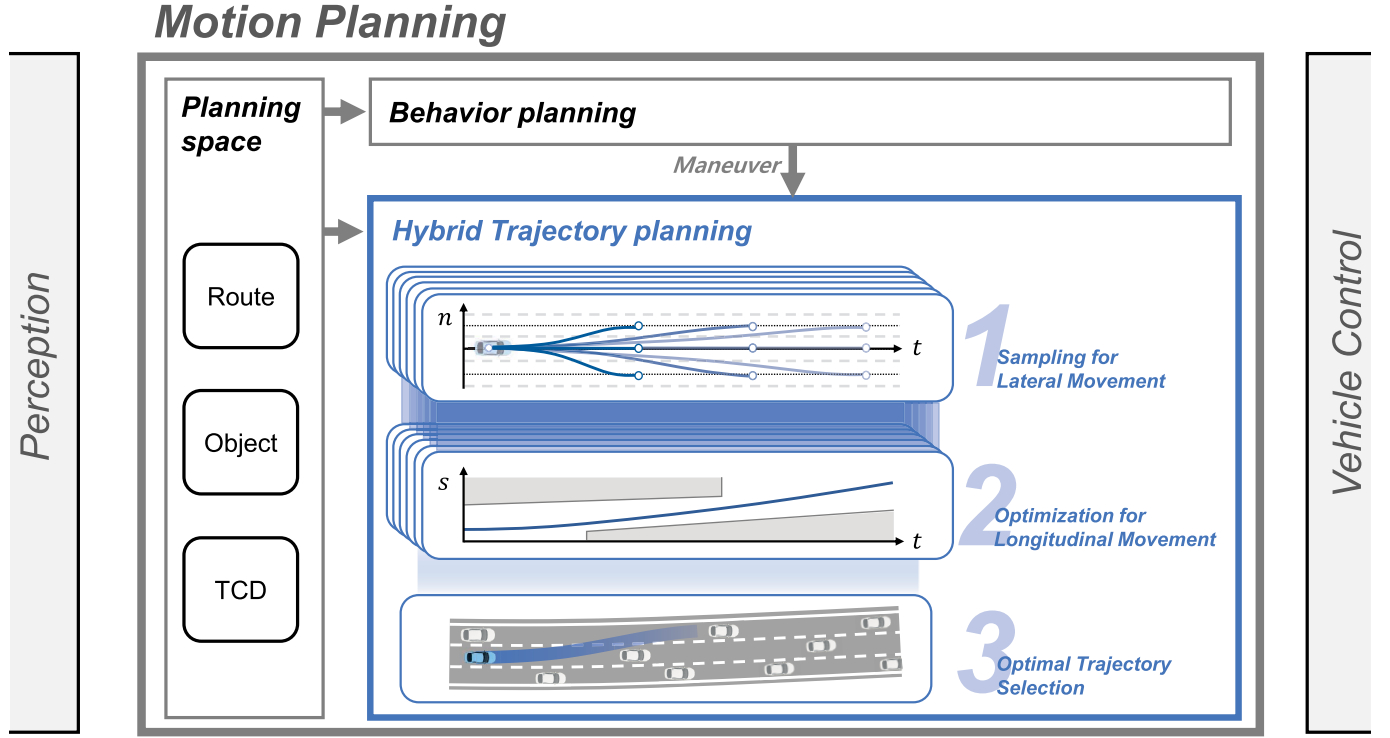 Motion Planning
Perception
Planning
space
Route
Object
TCD
Behavior planning
Maneuver
Hybrid Trajectory planning
n
t
1
Sampling for
Lateral Movement
s
t
2
Optimization for
Longitudinal Movement
3
Optimal Trajectory
Selection
Vehicle Control